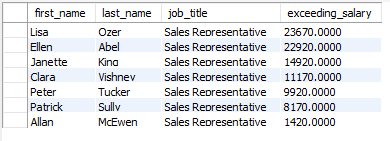 first_name last_name job_title exceeding_salary
Lisa Ozer Sales Representative 23670.0000
Ellen Abel Sales Representative 22920.0000
Janette King Sales Representative 14920.0000
Clara Vishney Sales Representative 11170.0000
Peter Tucker Sales Representative 9920.0000
Patrick Sully Sales Representative 8170.0000
Allan McEwen Sales Representative 1420.0000